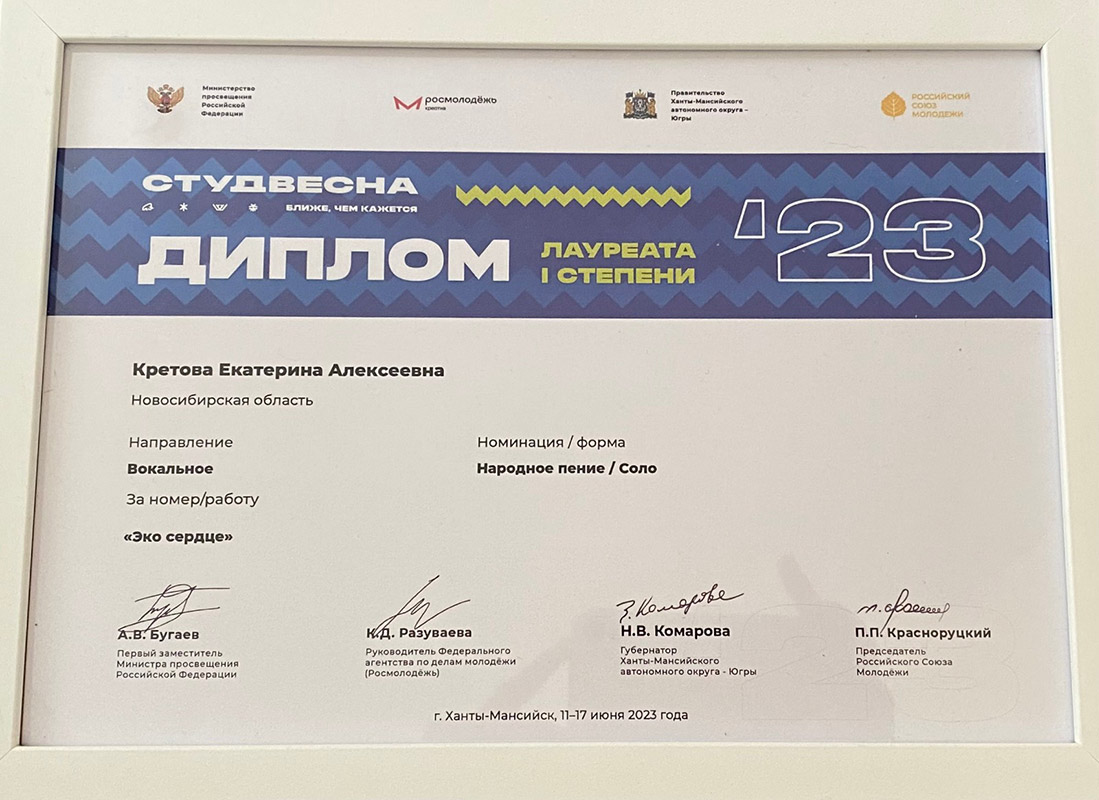 Министерство
просвещения
Российской
Федерации
росмолодёжь
креатив
Правительство
Ханты-Мансийского
автономного округа –
Югры
РОССИЙСКИЙ
СОЮЗ
МОЛОДЕЖИ
СТУДВЕСНА
БЛИЖЕ, ЧЕМ КАЖЕТСЯ
ДИПЛОМ
ЛАУРЕАТА
I СТЕПЕНИ
'23
Кретова Екатерина Алексеевна
Новосибирская область
Направление
Вокальное
Номинация / форма
Народное пение / Соло
За номер/работу
«Эко сердце»
А.В. Бугаев
Первый заместитель
Министра просвещения
Российской Федерации
К.Д. Разуваева
Руководитель Федерального
агентства по делам молодёжи
(Росмолодёжь)
Н.В. Комарова
Губернатор
Ханты-Мансийского
автономного округа - Югры
П.П. Красноруцкий
Председатель
Российского Союза
Молодёжи
г. Ханты-Мансийск, 11–17 июня 2023 года